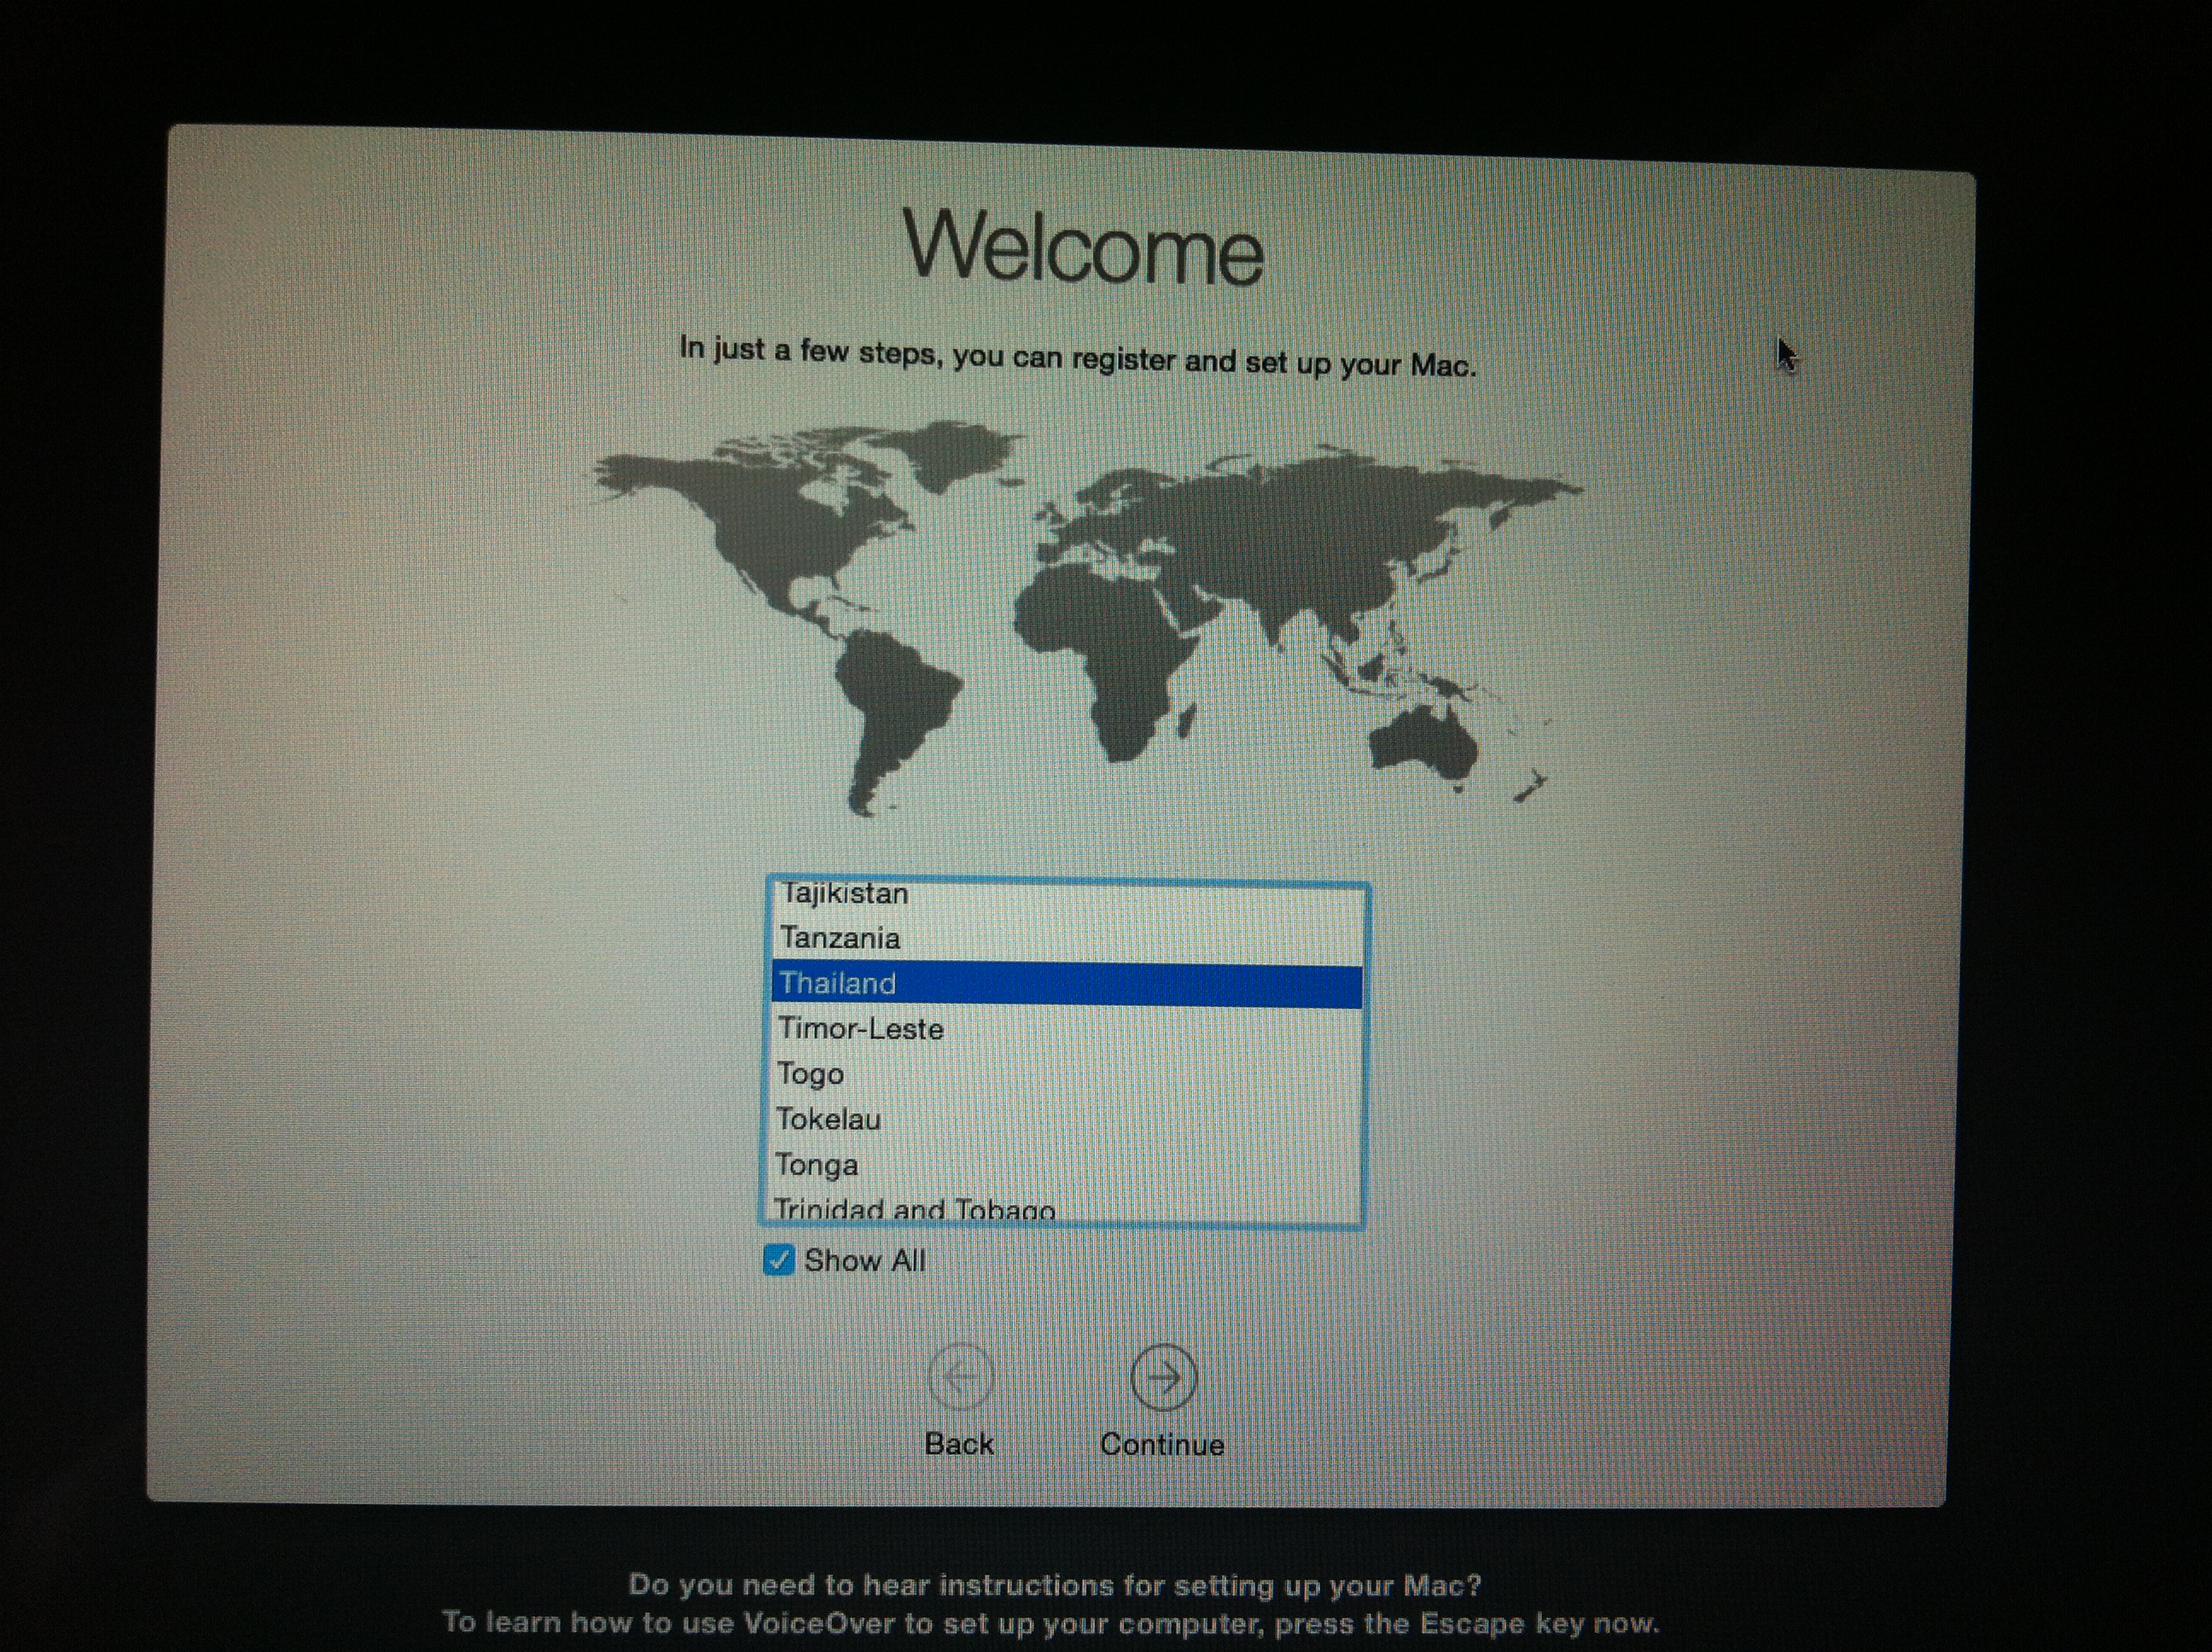 Welcome
In just a few steps, you can register and set up your Mac.
Tajikistan
Tanzania
Thailand
Timor-Leste
Togo
Tokelau
Tonga
Trinidad and Tobago
Show All
Back
Continue
Do you need to hear instructions for setting up your Mac?
To learn how to use VoiceOver to set up your computer, press the Escape key now.